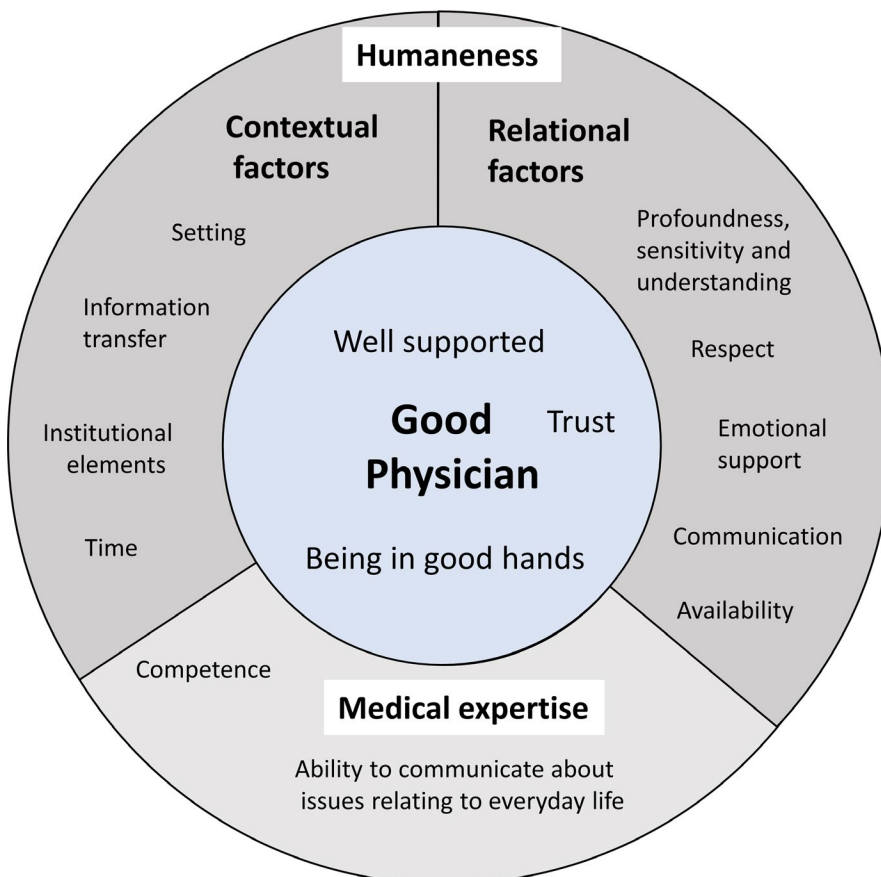 Humaneness
Contextual
factors
Setting
Information
transfer
Institutional
elements
Time
Relational
factors
Profoundness,
sensitivity and
understanding
Respect
Emotional
support
Communication
Availability
Well supported
Good
Physician
Trust
Being in good hands
Competence
Medical expertise
Ability to communicate about
issues relating to everyday life